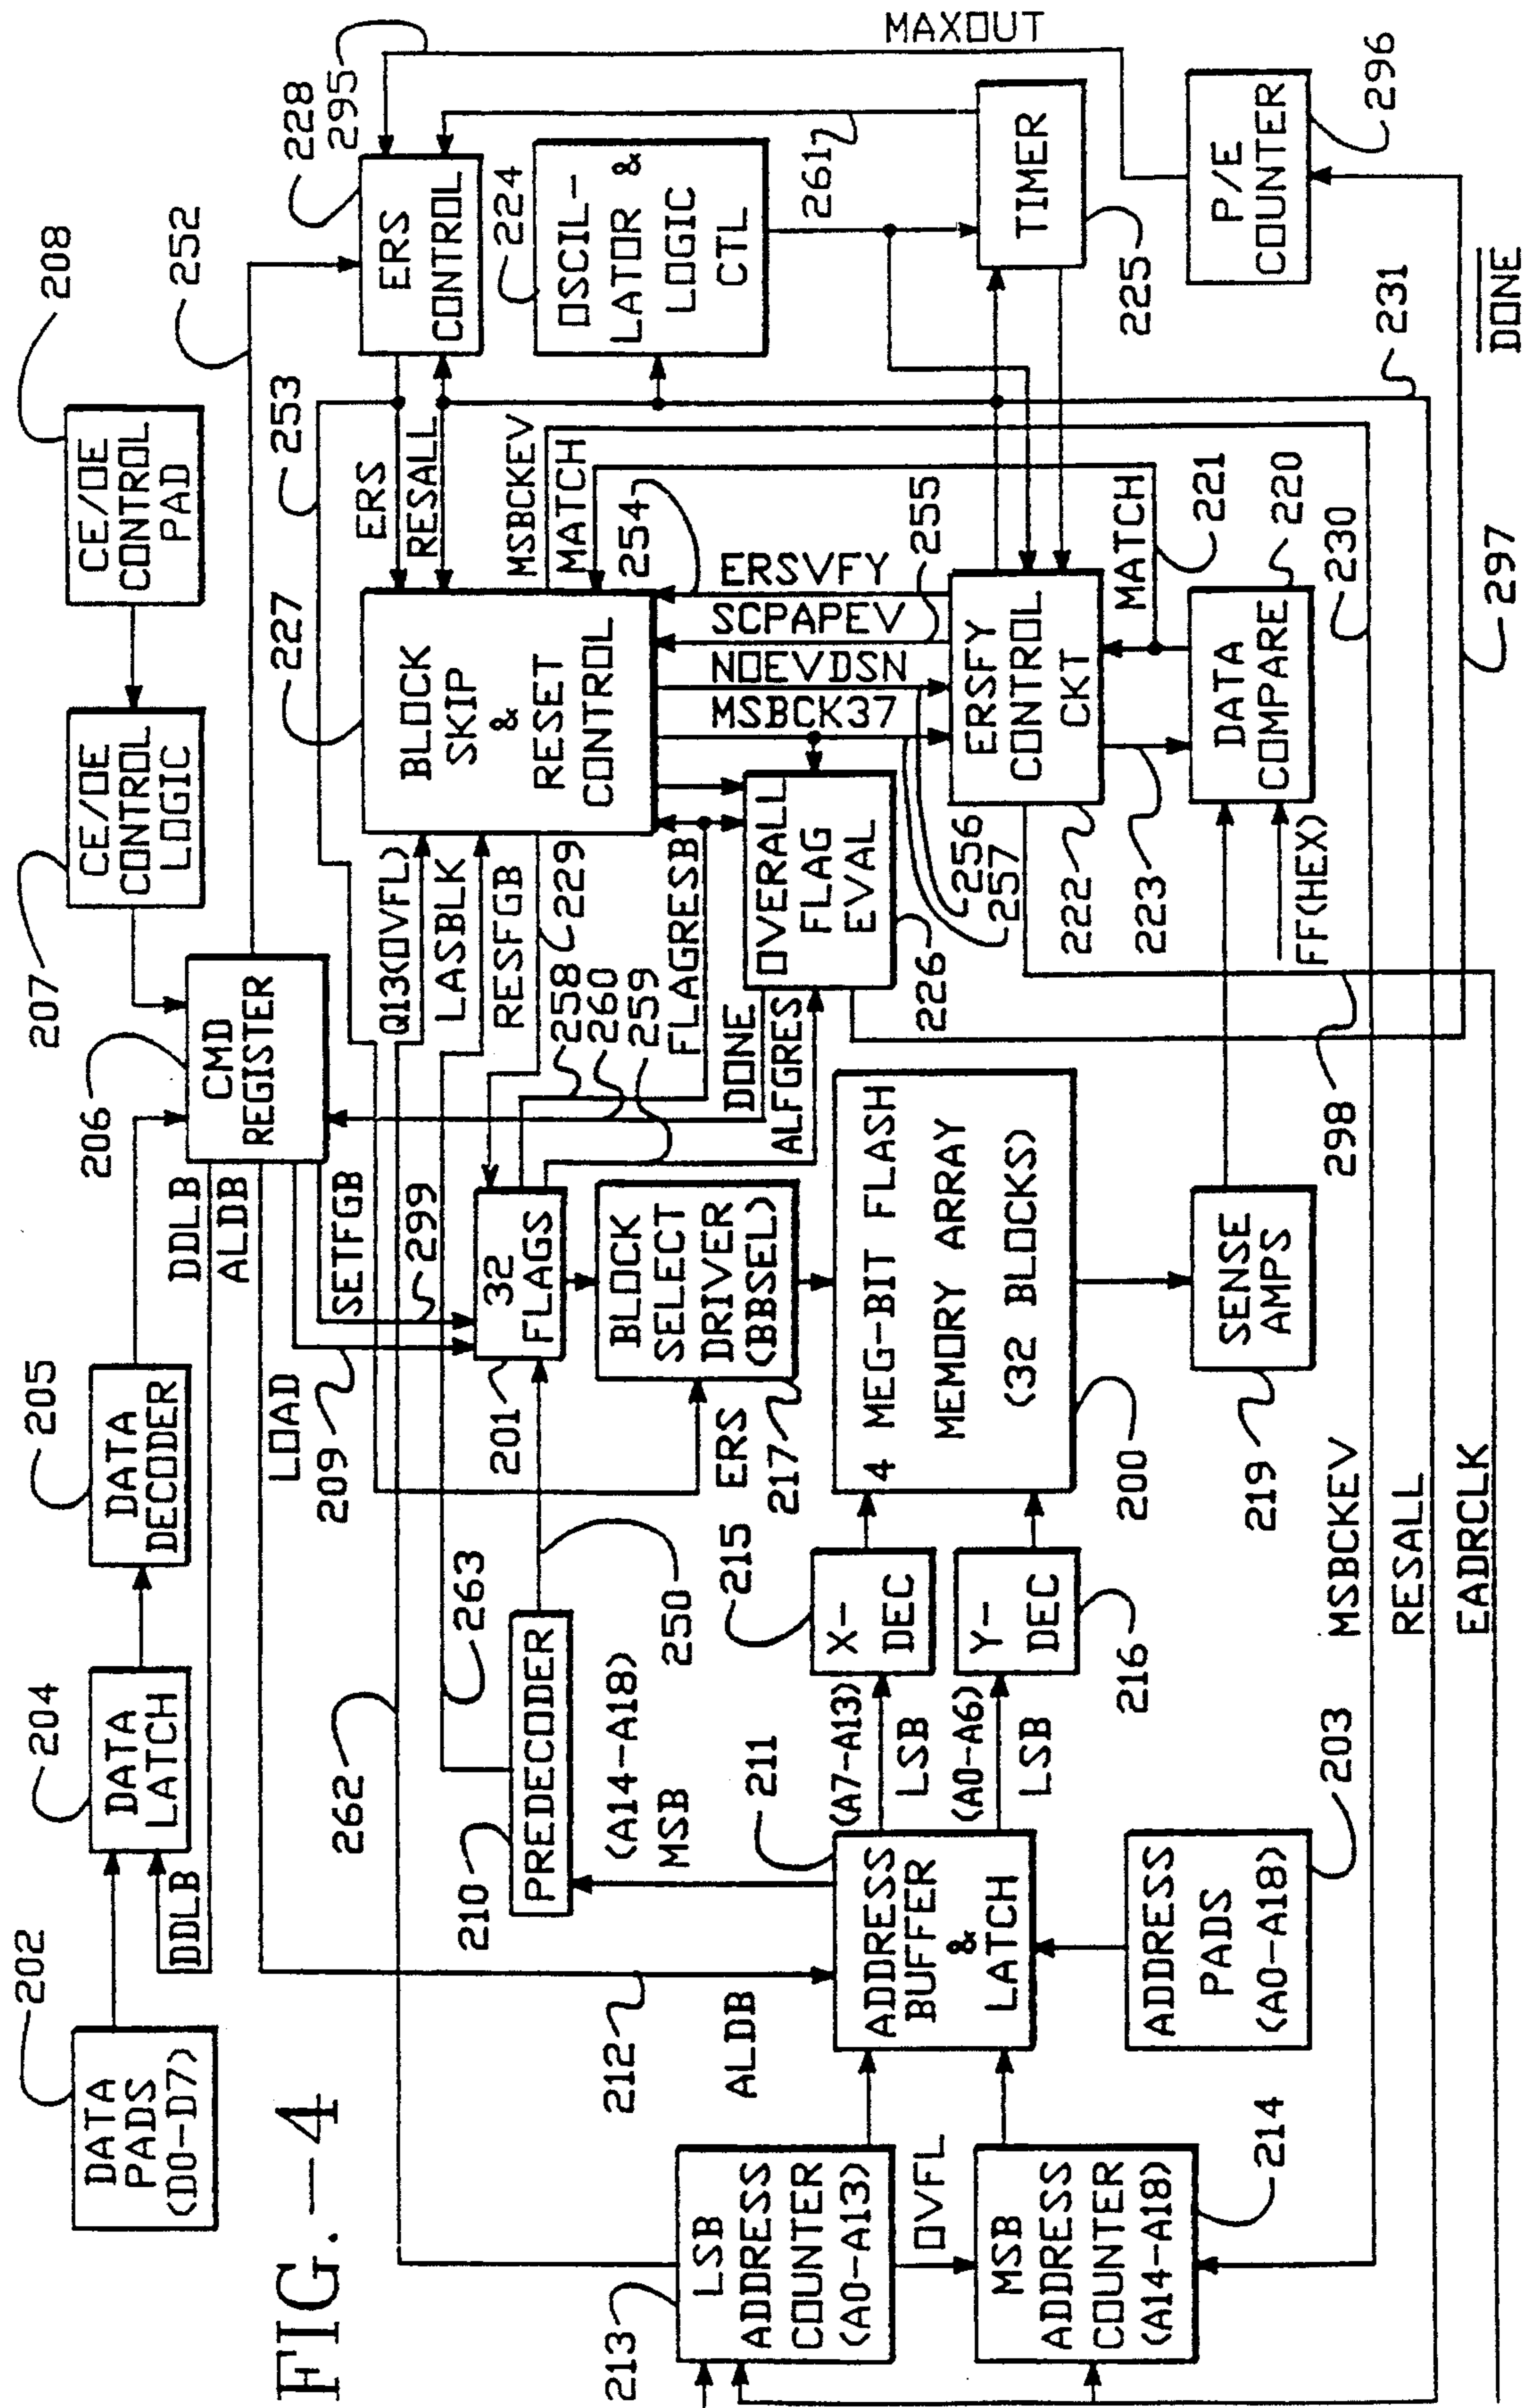 FIG.-4
202
DATA
PADS
(D0-D7)
204
DATA
LATCH
DDLB
205
DATA
DECODER
206
CMD
REGISTER
207
CE/OE
CONTROL
LOGIC
208
CE/OE
CONTROL
PAD
252
253
DDLB
ALDB
LOAD
209
SETFGB
299
262
263
Q13(OVFL)
LASBLK
RESFGB
229
258
260
259
227
BLOCK
SKIP
&
RESET
CONTROL
ERS
RESALL
MSBCKEV
MATCH
228
295
ERS
CONTROL
224
OSCIL-
LATOR &
LOGIC
CTL
261
MAXOUT
TIMER
225
P/E
COUNTER
296
254
ERSVFY
SCPAPEV
255
NOEVDSN
MSBCK37
256
257
FLAGRESB
DONE
ALFGRES
OVERALL
FLAG
EVAL
226
ERSFY
CONTROL
CKT
222
223
MATCH
221
DATA
COMPARE
220
FF(HEX)
230
231
297
DONE
298
210
PREDECODER
250
(A14-A18)
MSB
201
32
FLAGS
BLOCK
SELECT
DRIVER
(BBSEL)
ERS
217
212
ALDB
211
ADDRESS
BUFFER
&
LATCH
(A7-A13)
LSB
(A0-A6)
LSB
215
X-
DEC
Y-
DEC
216
4 MEG-BIT FLASH
MEMORY ARRAY
(32 BLOCKS)
200
SENSE
AMPS
219
213
LSB
ADDRESS
COUNTER
(A0-A13)
OVFL
MSB
ADDRESS
COUNTER
(A14-A18)
214
ADDRESS
PADS
(A0-A18)
203
MSBCKEV
RESALL
EADRCLK